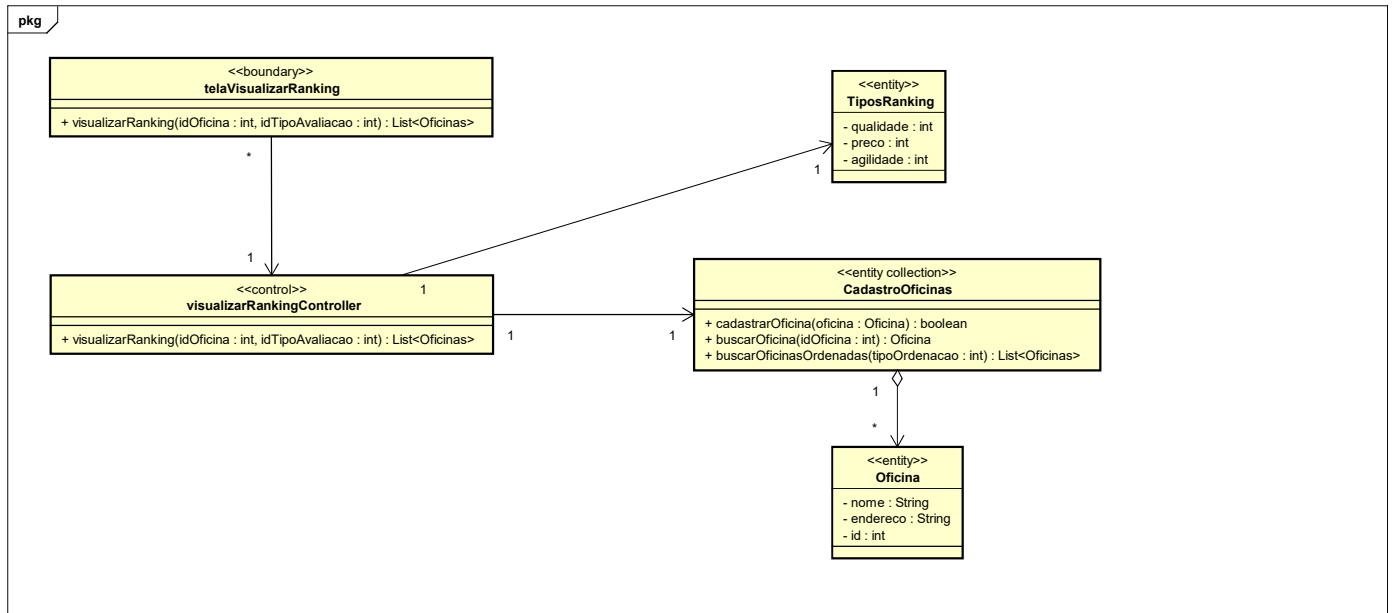 pkg
<<boundary>>
telaVisualizarRanking
+ visualizarRanking(idOficina : int, idTipoAvaliacao : int) : List<Oficinas>
*
1
<<control>>
visualizarRankingController
+ visualizarRanking(idOficina : int, idTipoAvaliacao : int) : List<Oficinas>
1
1
<<entity>>
TiposRanking
- qualidade : int
- preco : int
- agilidade : int
1
1
<<entity collection>>
CadastroOficinas
+ cadastrarOficina(oficina : Oficina) : boolean
+ buscarOficina(idOficina : int) : Oficina
+ buscarOficinasOrdenadas(tipoOrdenacao : int) : List<Oficinas>
1
*
<<entity>>
Oficina
- nome : String
- endereco : String
- id : int